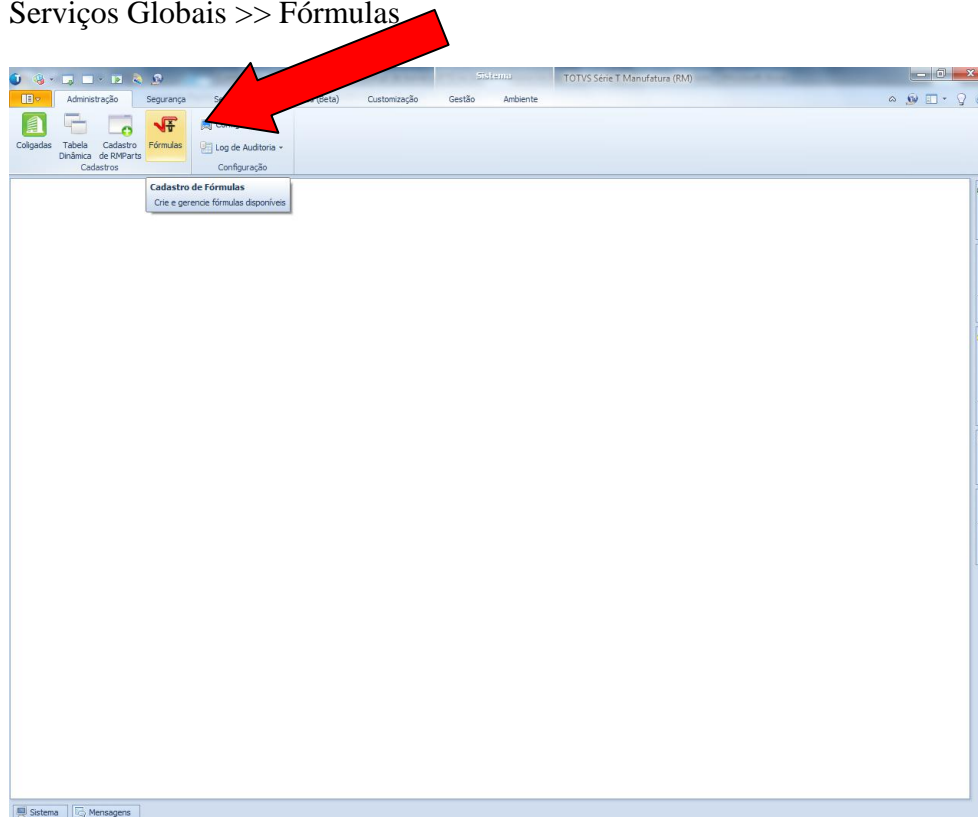 Serviços Globais >> Fórmulas
Sistema
TOTVS Série T Manufatura (RM)
Administração Segurança (Beta) Customização Gestão Ambiente
Coligadas Tabela Dinâmica Cadastro de RMParts Fórmulas
Log de Auditoria
Cadastros Configuração
Cadastro de Fórmulas
Crie e gerencie fórmulas disponíveis
Sistema Mensagens